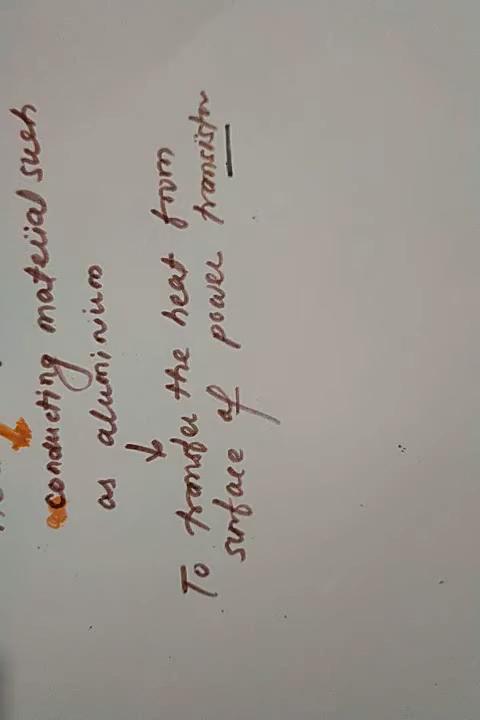 conducting material such
as aluminium
↓
To transfer the heat from
surface of power transistor